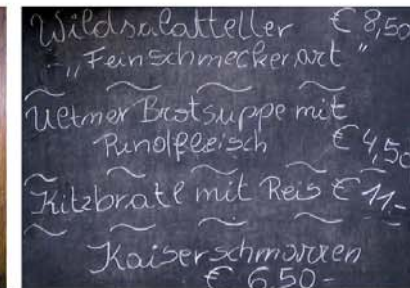 Wildsalatteller € 8,50
"Feinschmeckerart"
Ultner Brotsuppe mit
Rindfleisch € 4,50
Kitzbratl mit Reis € 11,-
Kaiserschmarren
€ 6,50-